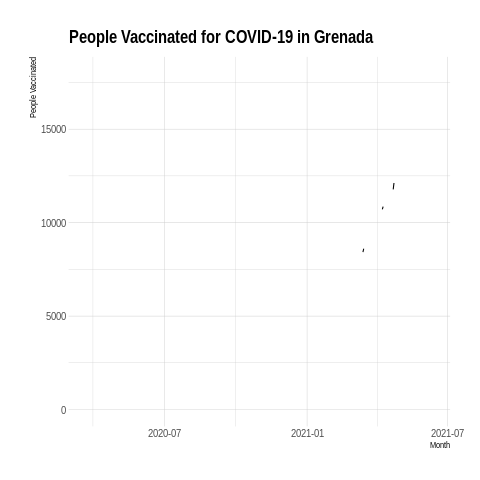 People Vaccinated for COVID-19 in Grenada
People Vaccinated
15000
10000
5000
0
2020-07
2021-01
2021-07
Month